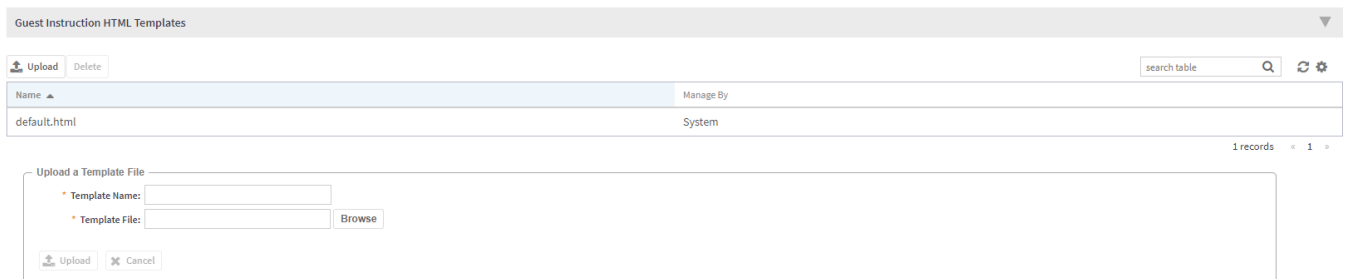 Guest Instruction HTML Templates
Upload Delete search table
Name Manage By
default.html System
1 records « 1 »
Upload a Template File
* Template Name:
* Template File: Browse
Upload Cancel